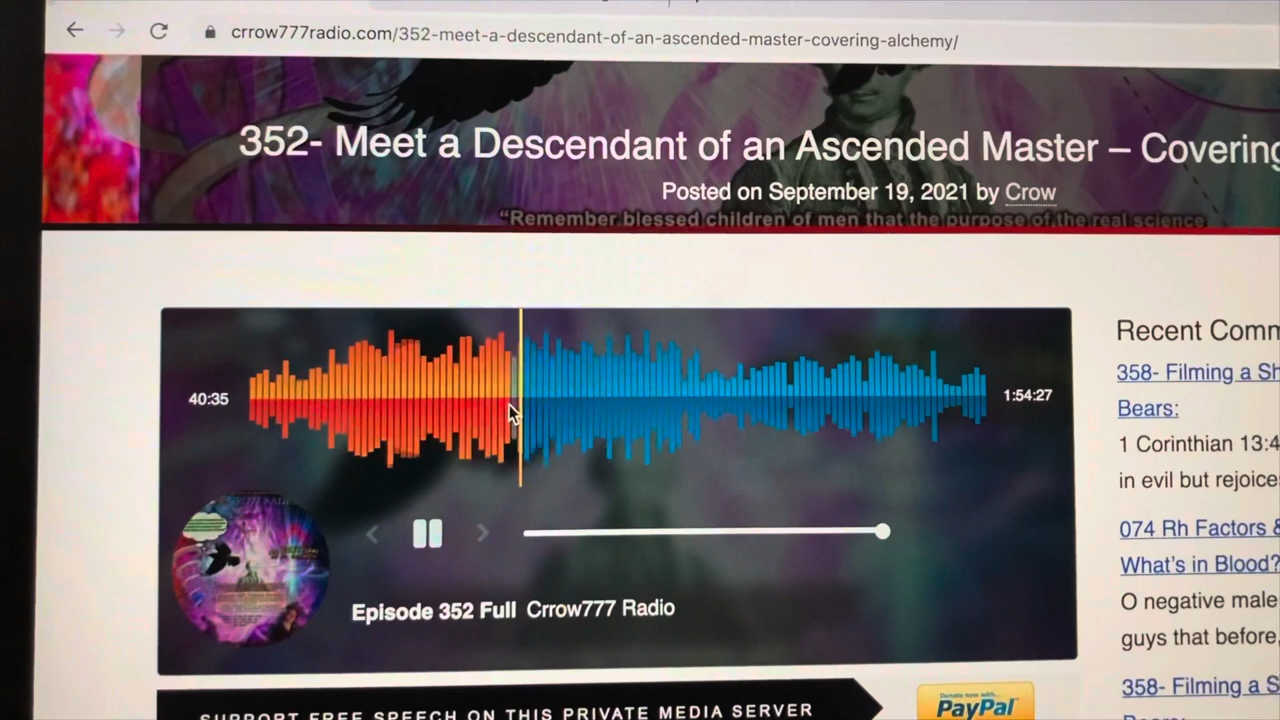 crrow777radio.com/352-meet-a-descendant-of-an-ascended-master-covering-alchemy/
352- Meet a Descendant of an Ascended Master – Covering
Posted on September 19, 2021 by Crow
“Remember blessed children of men that the purpose of the real science
40:35
1:54:27
Episode 352 Full Crrow777 Radio
SUPPORT FREE SPEECH ON THIS PRIVATE MEDIA SERVER
Donate now with...
PayPal
Recent Comm
358- Filming a Sh
Bears:
1 Corinthian 13:4
in evil but rejoice
074 Rh Factors &
What's in Blood?
O negative male
guys that before,
358- Filming a S
Bears: